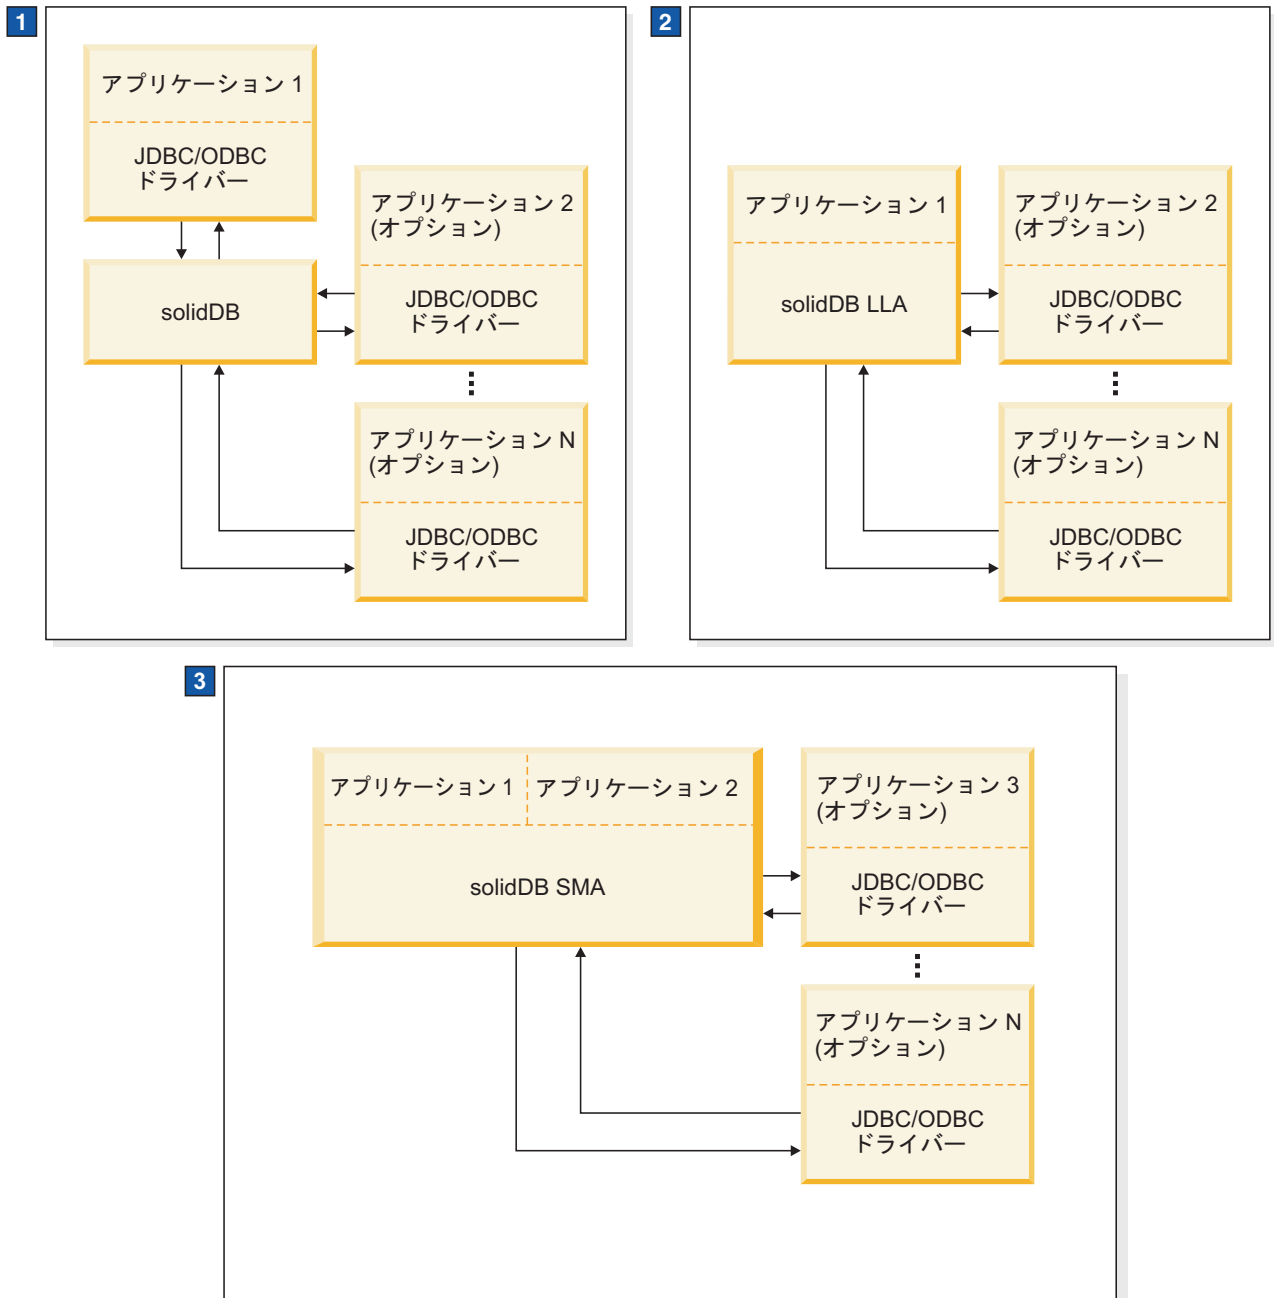 1
アプリケーション 1
JDBC/ODBC
ドライバー
solidDB
アプリケーション 2
(オプション)
JDBC/ODBC
ドライバー
アプリケーション N
(オプション)
JDBC/ODBC
ドライバー
2
アプリケーション 1
solidDB LLA
アプリケーション 2
(オプション)
JDBC/ODBC
ドライバー
アプリケーション N
(オプション)
JDBC/ODBC
ドライバー
3
アプリケーション 1
アプリケーション 2
solidDB SMA
アプリケーション 3
(オプション)
JDBC/ODBC
ドライバー
アプリケーション N
(オプション)
JDBC/ODBC
ドライバー